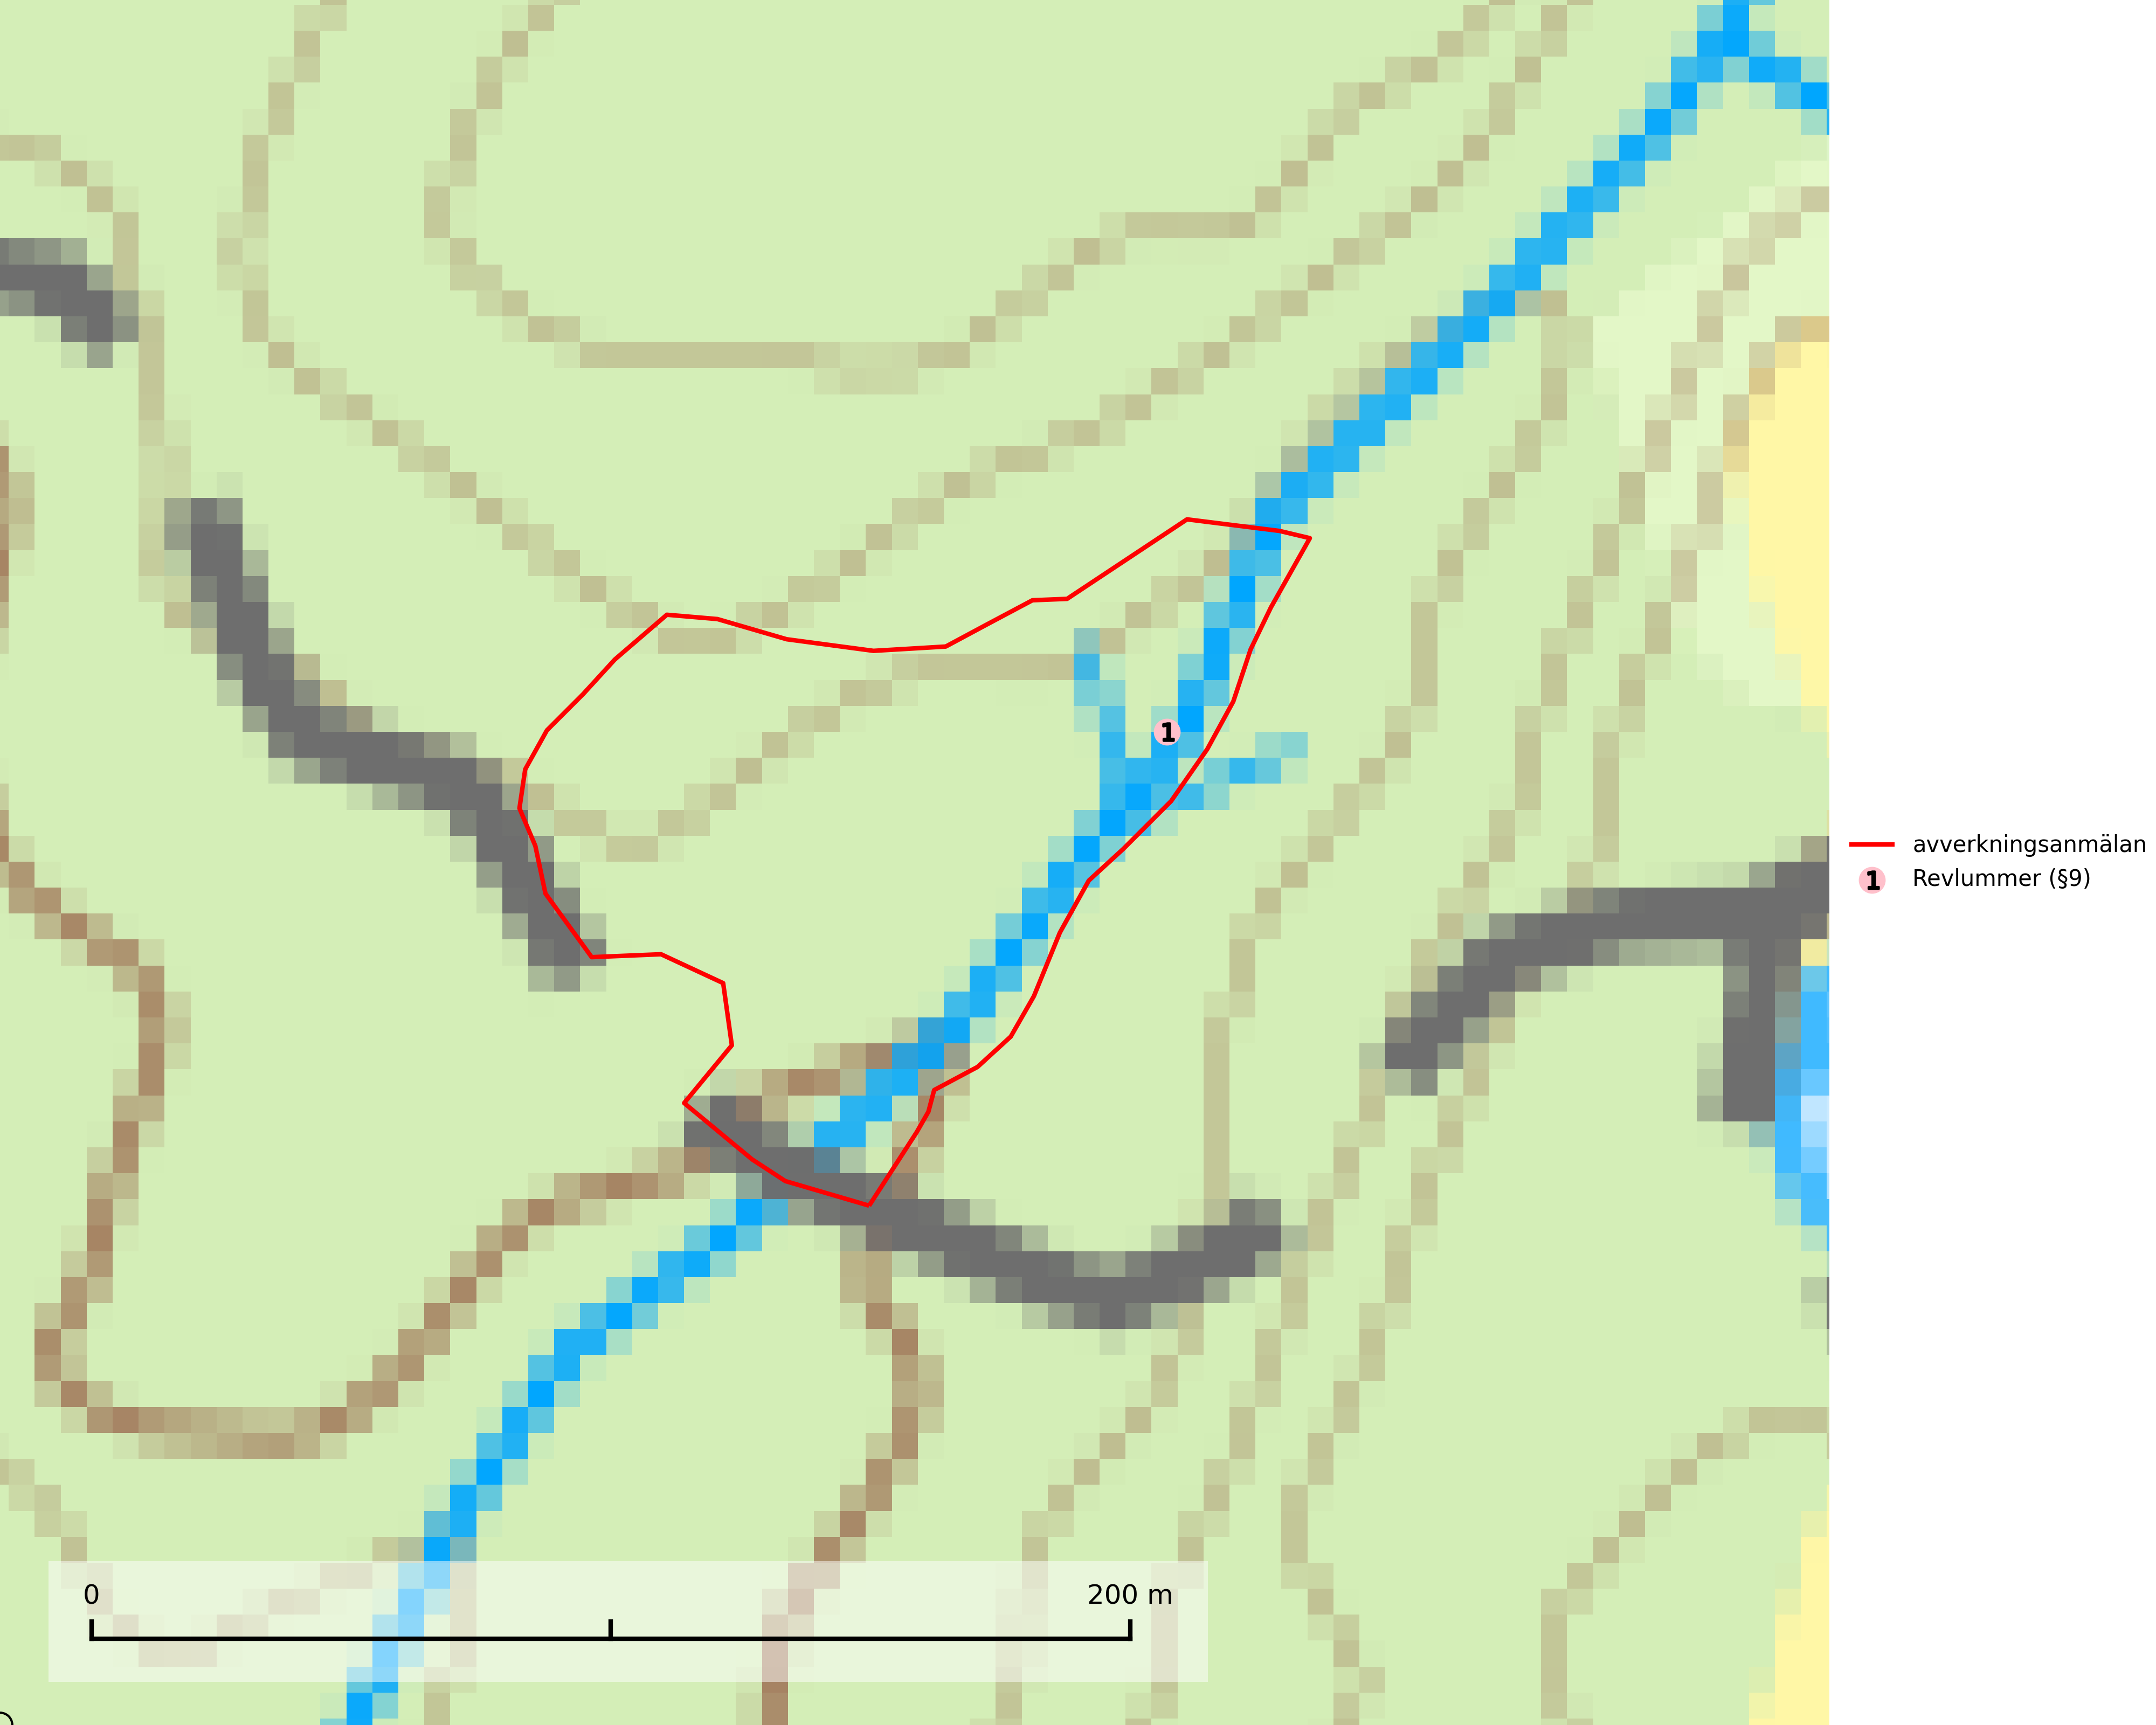 1
avverkningsanmälan
1 Revlummer (§9)
0 200 m